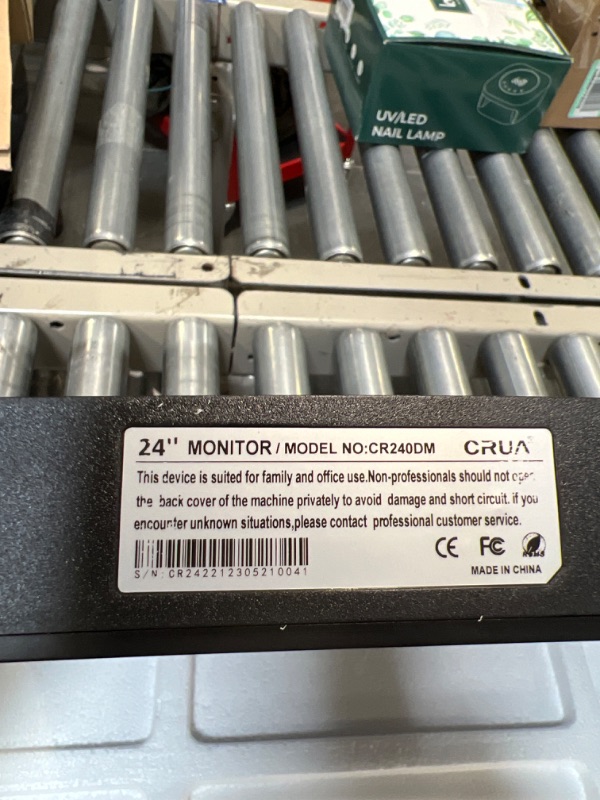 UV/LED
NAIL LAMP
24" MONITOR / MODEL NO:CR240DM CRUA
This device is suited for family and office use.Non-professionals should not open
the back cover of the machine privately to avoid damage and short circuit. if you
encounter unknown situations,please contact professional customer service.
CE FC ROHS
S/N: CR242212305210041
MADE IN CHINA